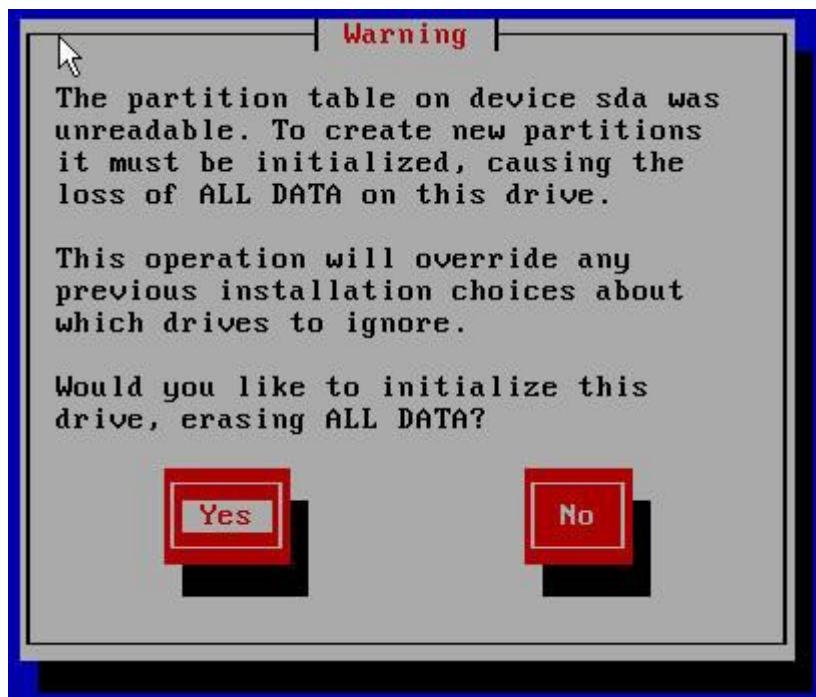 Warning
The partition table on device sda was
unreadable. To create new partitions
it must be initialized, causing the
loss of ALL DATA on this drive.
This operation will override any
previous installation choices about
which drives to ignore.
Would you like to initialize this
drive, erasing ALL DATA?
Yes No